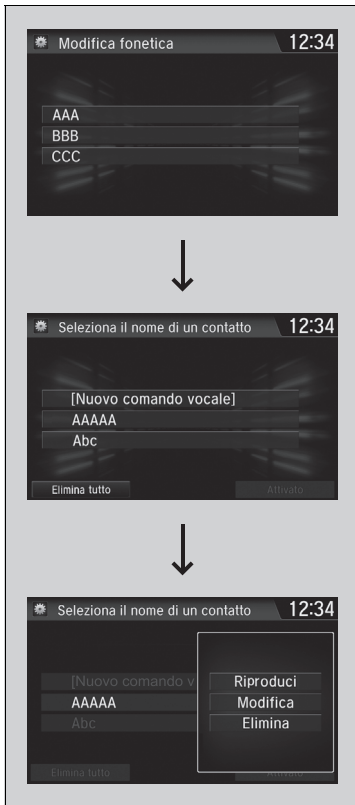 Modifica fonetica 12:34
AAA
BBB
CCC
Seleziona il nome di un contatto 12:34
[Nuovo comando vocale]
AAAAA
Abc
Elimina tutto Attivato
Seleziona il nome di un contatto 12:34
[Nuovo comando v Riproduci
AAAAA Modifica
Abc Elimina
Elimina tutto Attivato